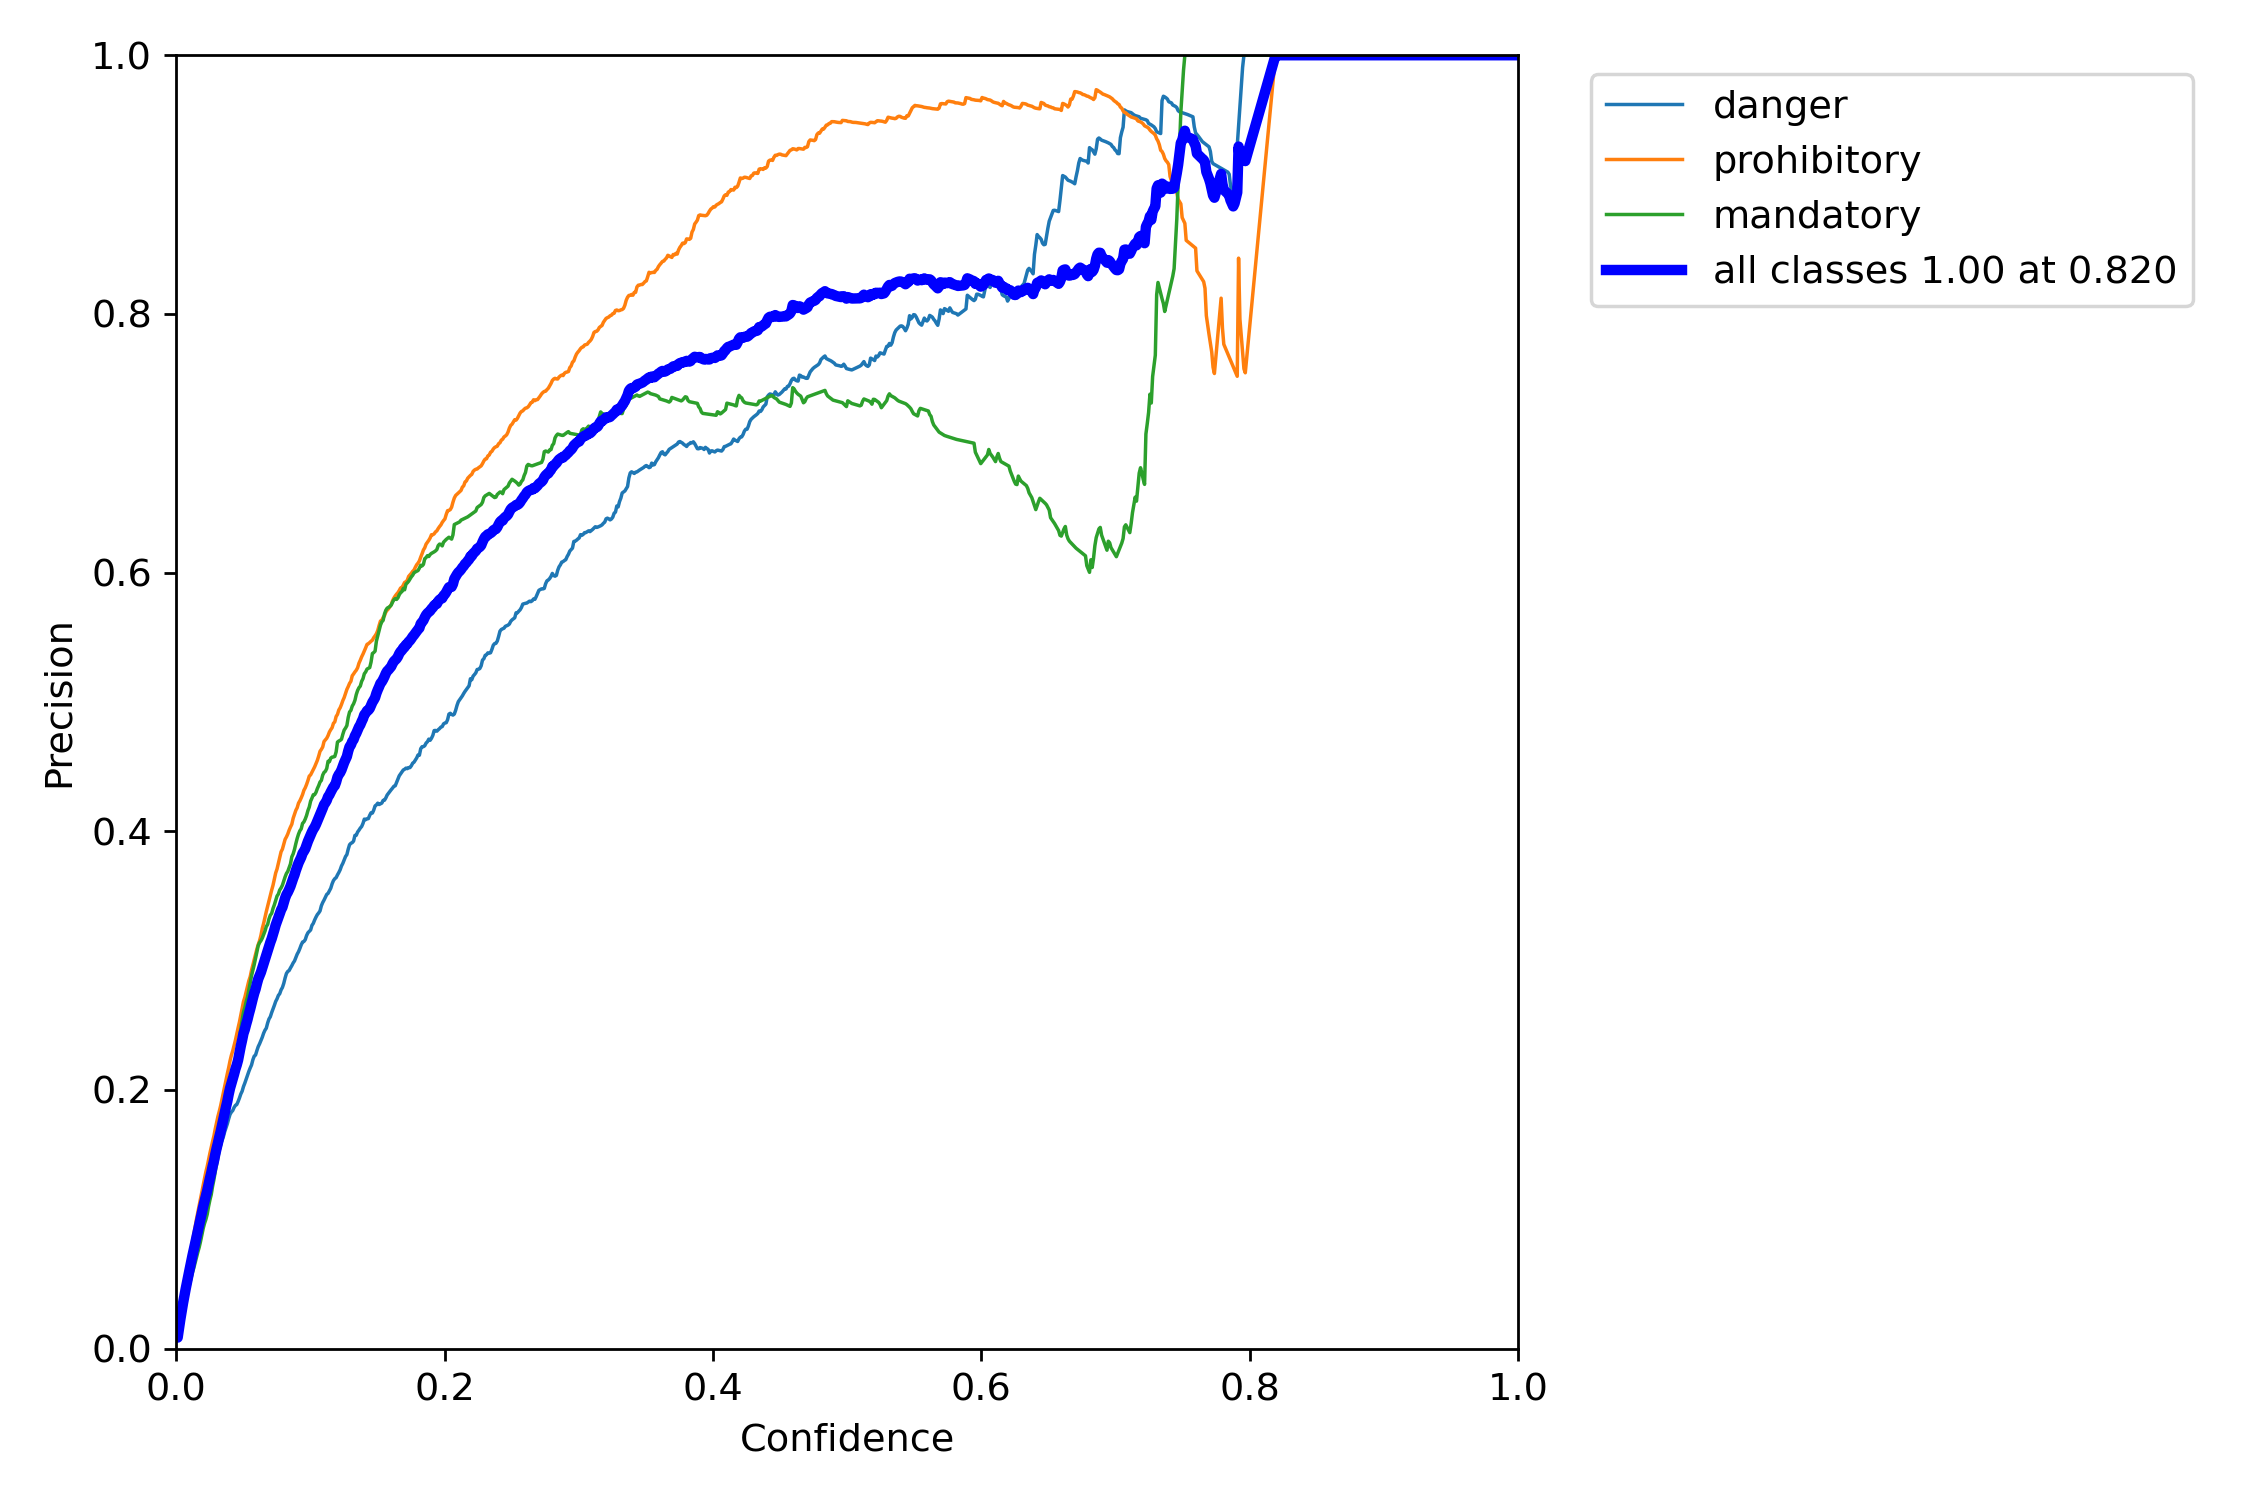 1.0
0.8
0.6
0.4
0.2
0.0
Precision
0.0 0.2 0.4 0.6 0.8 1.0
Confidence
danger
prohibitory
mandatory
all classes 1.00 at 0.820